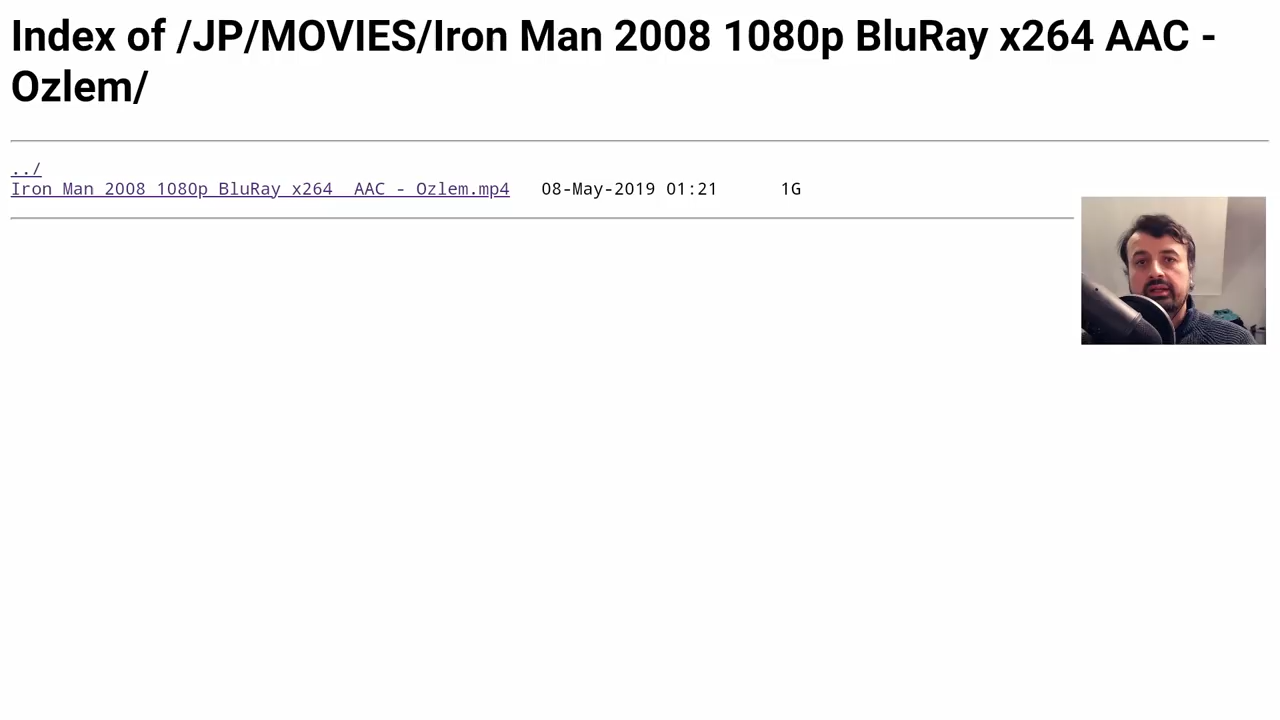 Index of /JP/MOVIES/Iron Man 2008 1080p BluRay x264 AAC -
Ozlem/
../
Iron Man 2008 1080p BluRay x264  AAC - Ozlem.mp4   08-May-2019 01:21      1G